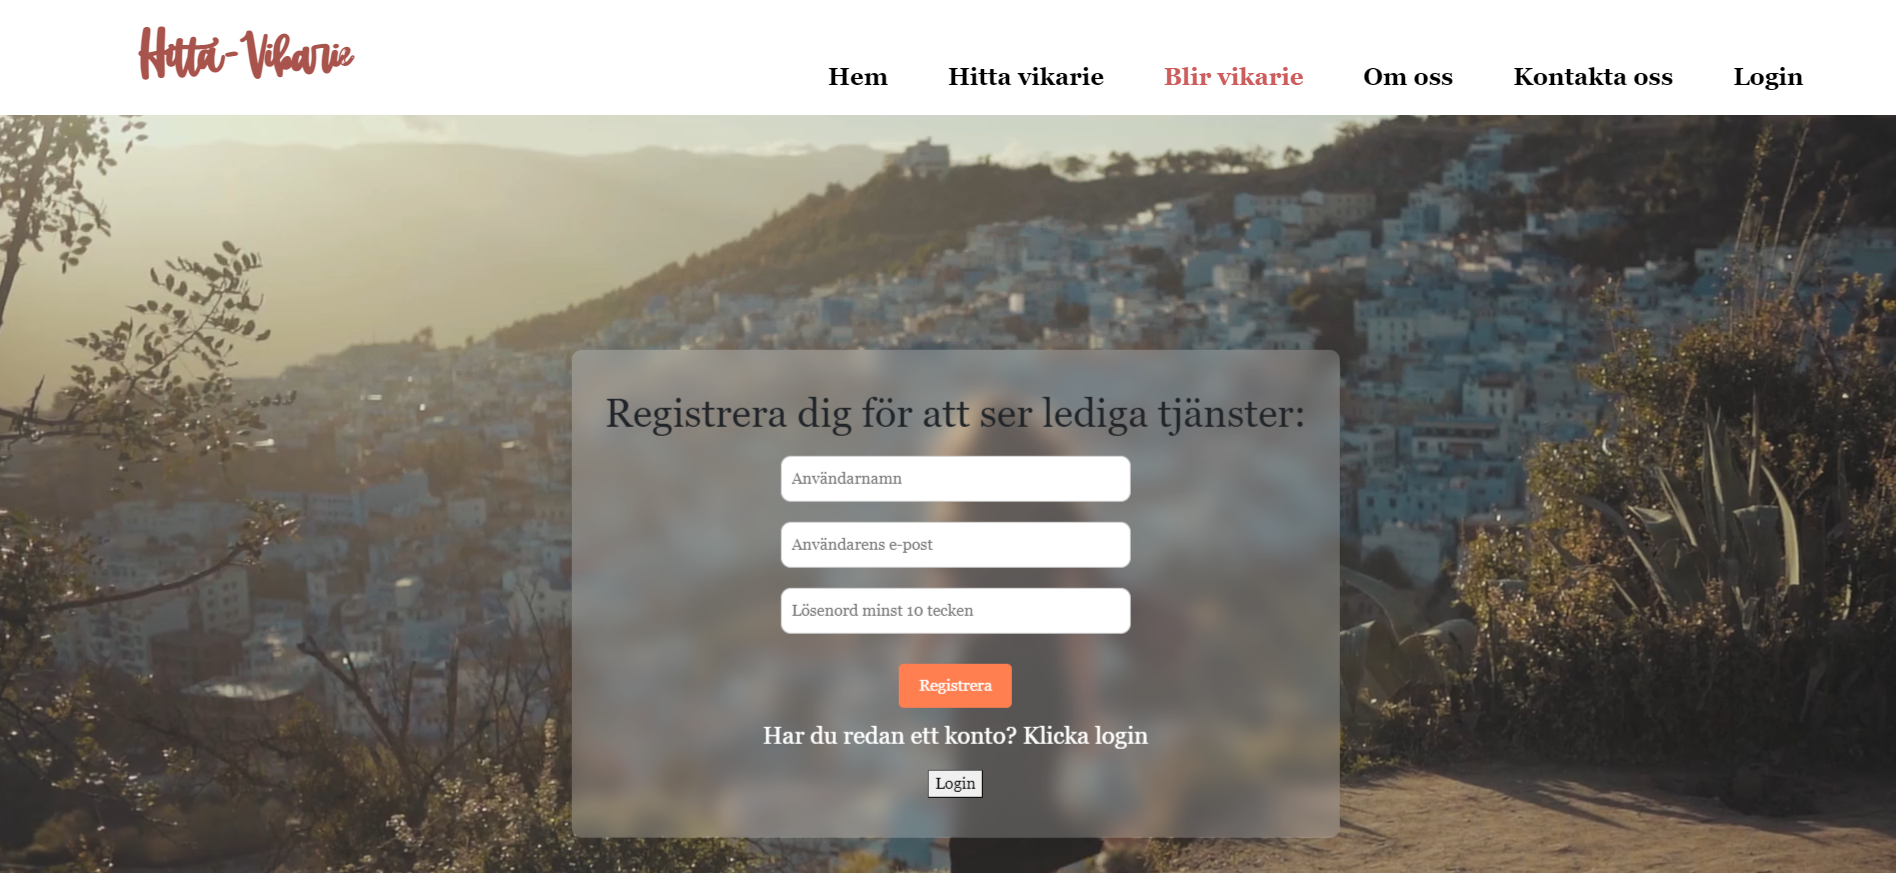 Hitta-Vikarie
Hem Hitta vikarie Blir vikarie Om oss Kontakta oss Login
Registrera dig för att ser lediga tjänster:
Användarnamn
Användarens e-post
Lösenord minst 10 tecken
Registrera
Har du redan ett konto? Klicka login
Login